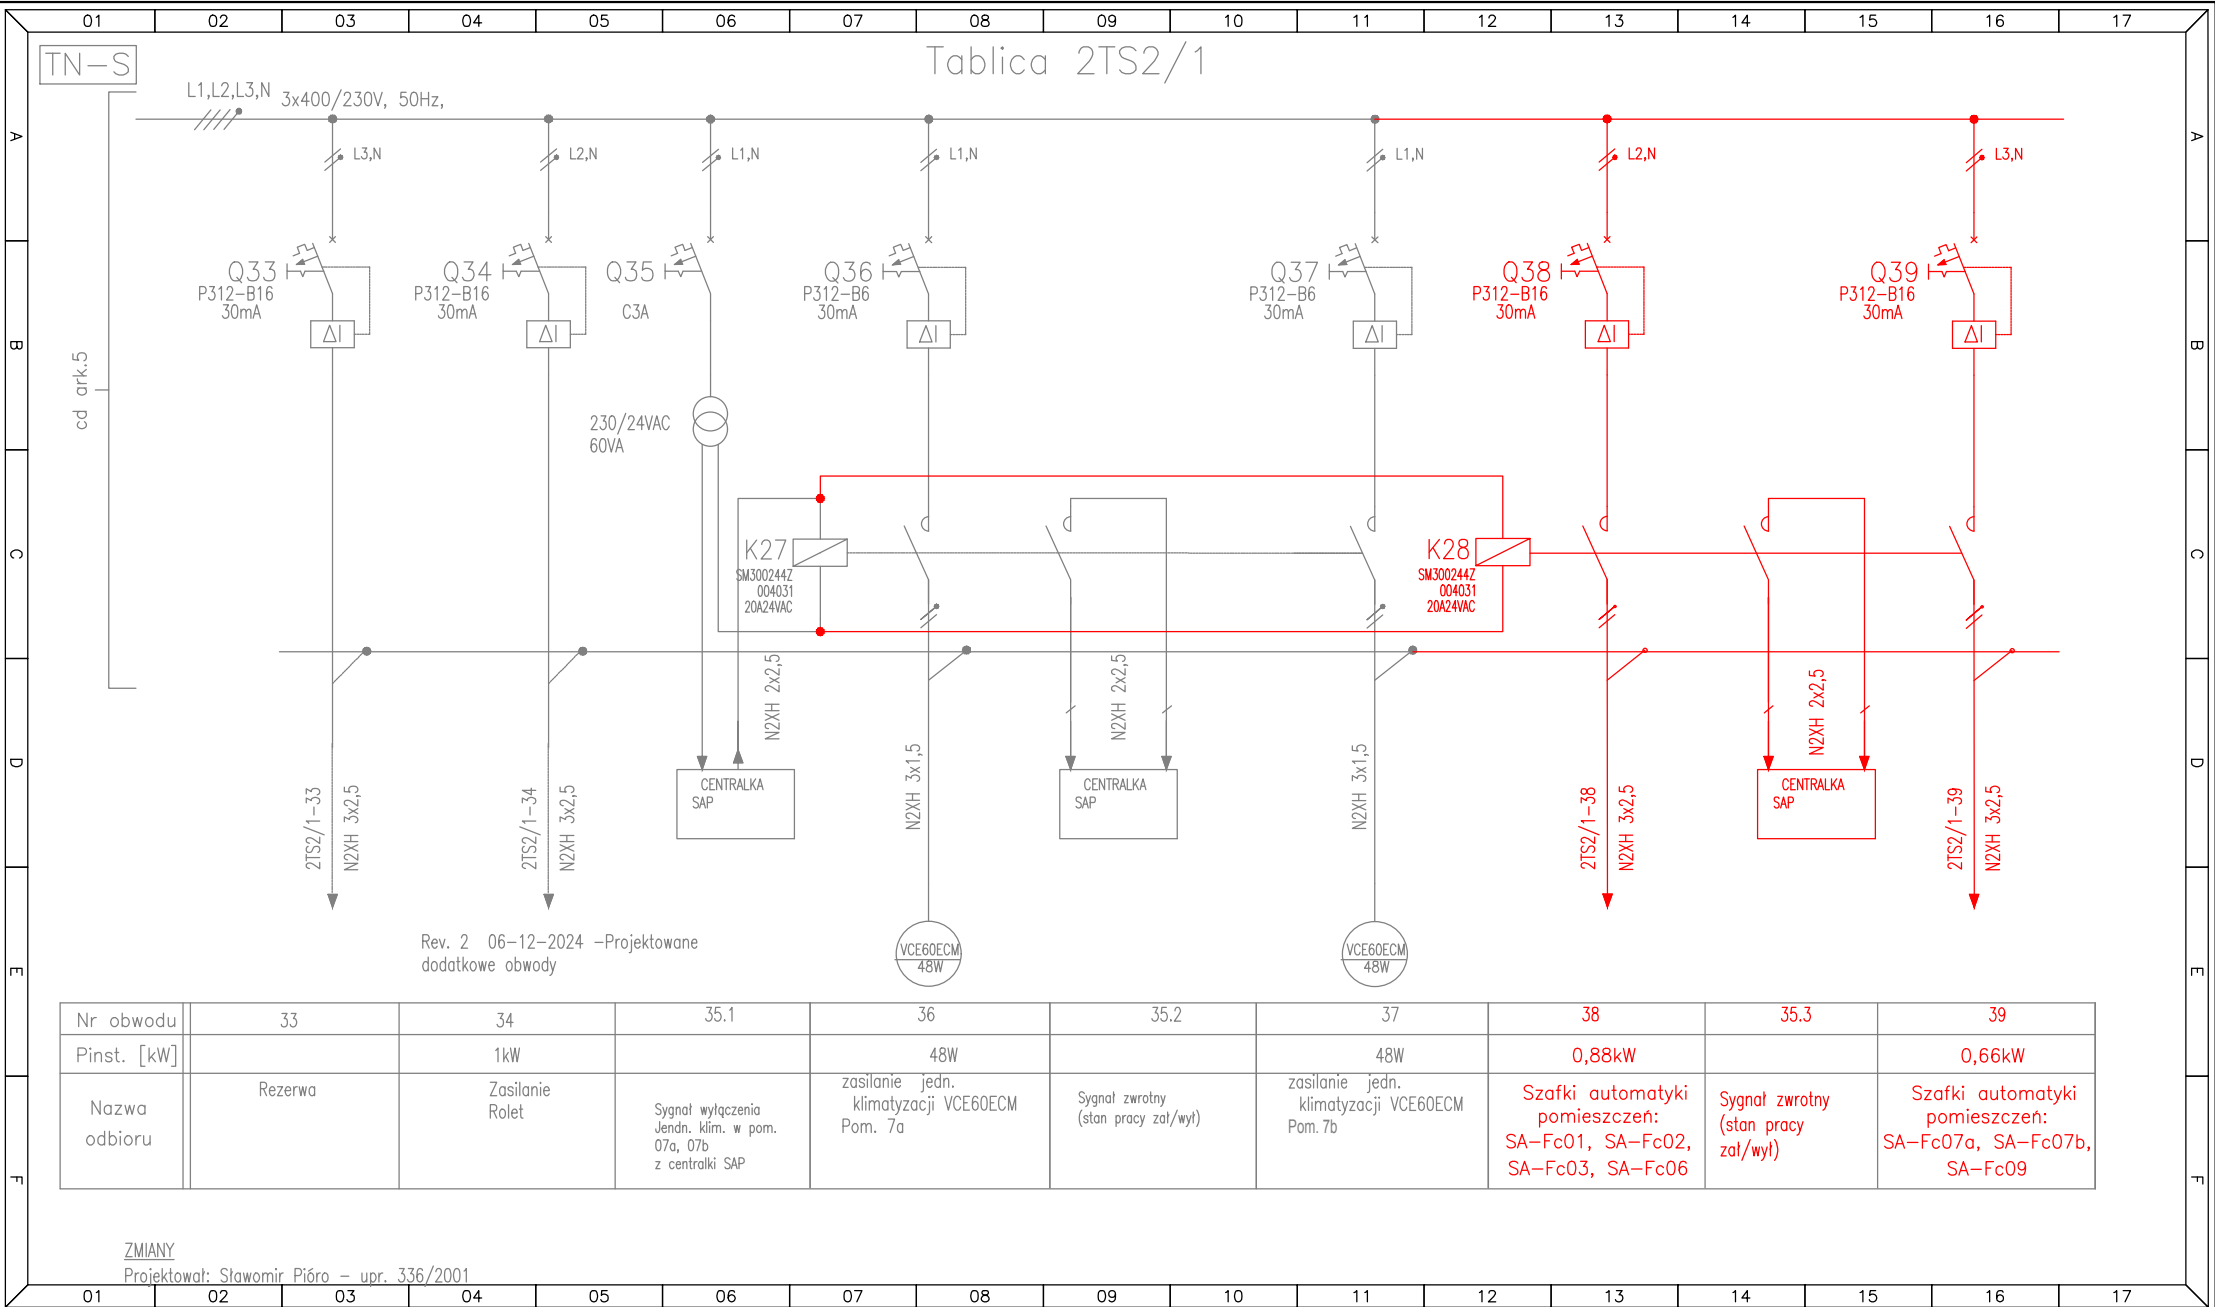 01 02 03 04 05 06 07 08 09 10 11 12 13 14 15 16 17
TN-S
Tablica 2TS2/1
L1,L2,L3,N
3x400/230V, 50Hz,
A
A
L3,N
L2,N
L1,N
L1,N
L1,N
L2,N
L3,N
Q33
P312-B16
30mA
ΔI
Q34
P312-B16
30mA
ΔI
Q35
C3A
Q36
P312-B6
30mA
ΔI
Q37
P312-B6
30mA
ΔI
Q38
P312-B16
30mA
ΔI
Q39
P312-B16
30mA
ΔI
B
B
cd ark.5
230/24VAC
60VA
C
C
K27
SM300244Z
004031
20A24VAC
K28
SM300244Z
004031
20A24VAC
N2XH 2x2,5
N2XH 2x2,5
N2XH 2x2,5
D
D
2TS2/1-33
N2XH 3x2,5
2TS2/1-34
N2XH 3x2,5
CENTRALKA
SAP
N2XH 3x1,5
CENTRALKA
SAP
N2XH 3x1,5
2TS2/1-38
N2XH 3x2,5
CENTRALKA
SAP
2TS2/1-39
N2XH 3x2,5
Rev. 2 06-12-2024 -Projektowane
dodatkowe obwody
VCE60ECM
48W
VCE60ECM
48W
E
E
Nr obwodu 33 34 35.1 36 35.2 37 38 35.3 39
Pinst. [kW] 1kW 48W 48W 0,88kW 0,66kW
Nazwa
odbioru
Rezerwa
Zasilanie
Rolet
Sygnał wyłączenia
Jendn. klim. w pom.
07a, 07b
z centralki SAP
zasilanie jedn.
klimatyzacji VCE60ECM
Pom. 7a
Sygnał zwrotny
(stan pracy zał/wył)
zasilanie jedn.
klimatyzacji VCE60ECM
Pom. 7b
Szafki automatyki
pomieszczeń:
SA-Fc01, SA-Fc02,
SA-Fc03, SA-Fc06
Sygnał zwrotny
(stan pracy
zał/wył)
Szafki automatyki
pomieszczeń:
SA-Fc07a, SA-Fc07b,
SA-Fc09
F
F
ZMIANY
Projektował: Sławomir Pióro - upr. 336/2001
01 02 03 04 05 06 07 08 09 10 11 12 13 14 15 16 17